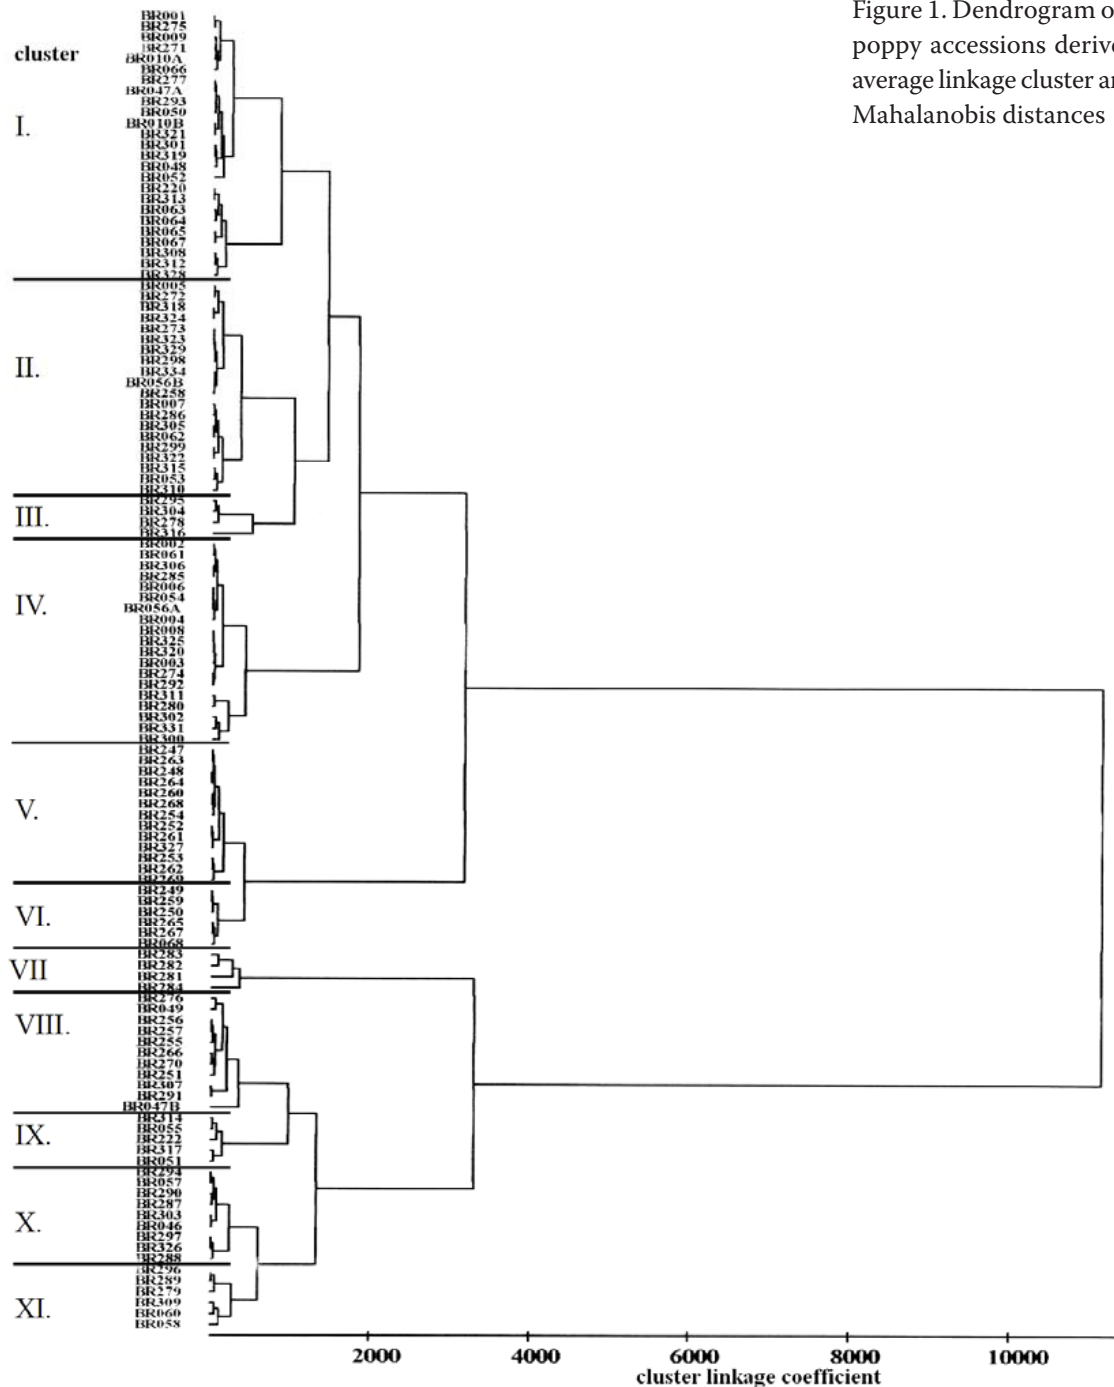 Figure 1. Dendrogram o
poppy accessions derive
average linkage cluster ar
Mahalanobis distances
cluster
BR001
BR275
BR009
BR271
BR010A
BR066
BR277
BR047A
BR293
BR050
BR010B
I.
BR321
BR301
BR319
BR048
BR052
BR220
BR313
BR063
BR064
BR065
BR067
BR308
BR312
BR328
BR005
BR272
BR318
BR324
BR273
BR323
BR329
BR298
II.
BR334
BR056B
BR258
BR007
BR286
BR305
BR062
BR299
BR322
BR315
BR053
BR310
BR295
BR304
III.
BR278
BR316
BR002
BR061
BR306
BR285
BR006
BR054
IV.
BR056A
BR004
BR008
BR325
BR320
BR003
BR274
BR292
BR311
BR280
BR302
BR331
BR300
BR247
BR263
BR248
BR264
BR260
BR268
V.
BR254
BR252
BR261
BR327
BR253
BR262
BR269
BR249
BR259
BR250
VI.
BR265
BR267
BR068
BR283
BR282
VII
BR281
BR284
BR276
BR049
BR256
VIII.
BR257
BR255
BR266
BR270
BR251
BR307
BR291
BR047B
BR314
BR055
IX.
BR222
BR317
BR051
BR294
BR057
BR290
BR287
BR303
X.
BR046
BR297
BR326
BR288
BR296
BR289
BR279
XI.
BR309
BR060
BR058
2000 4000 6000 8000 10000
cluster linkage coefficient